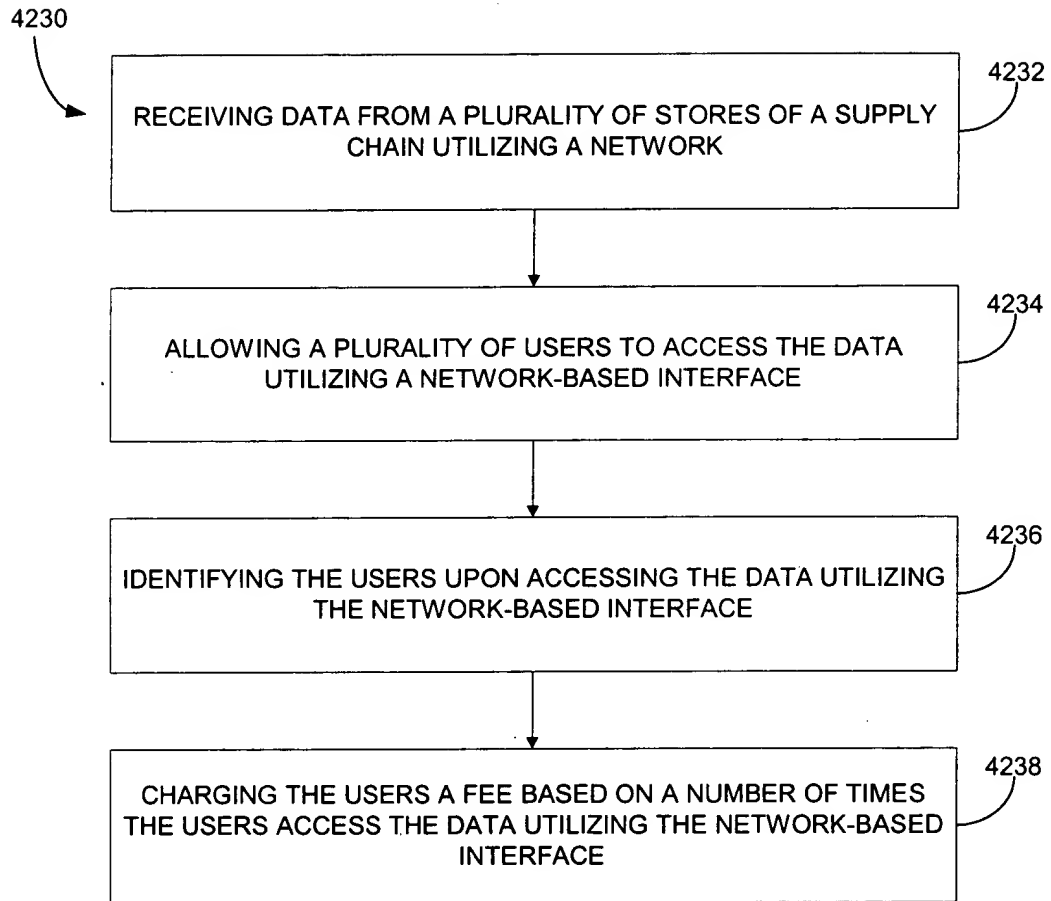 4230
4232
RECEIVING DATA FROM A PLURALITY OF STORES OF A SUPPLY
CHAIN UTILIZING A NETWORK
4234
ALLOWING A PLURALITY OF USERS TO ACCESS THE DATA
UTILIZING A NETWORK-BASED INTERFACE
4236
IDENTIFYING THE USERS UPON ACCESSING THE DATA UTILIZING
THE NETWORK-BASED INTERFACE
4238
CHARGING THE USERS A FEE BASED ON A NUMBER OF TIMES
THE USERS ACCESS THE DATA UTILIZING THE NETWORK-BASED
INTERFACE